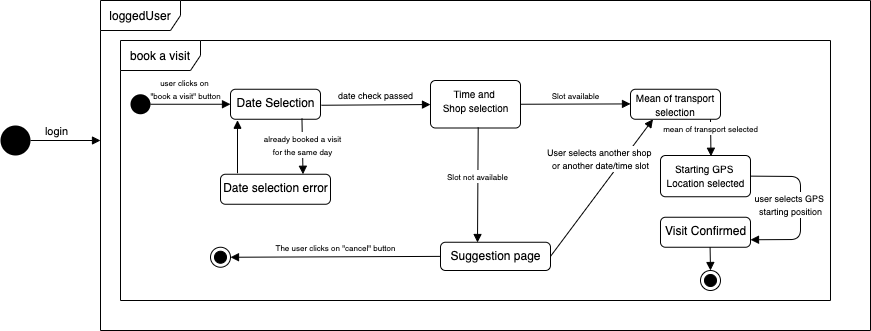 loggedUser
book a visit
login
user clicks on
"book a visit" button
Date Selection
date check passed
Time and
Shop selection
Slot available
Mean of transport
selection
already booked a visit
for the same day
Date selection error
mean of transport selected
User selects another shop
or another date/time slot
Starting GPS
Location selected
Slot not available
user selects GPS
starting position
Visit Confirmed
The user clicks on "cancel" button
Suggestion page